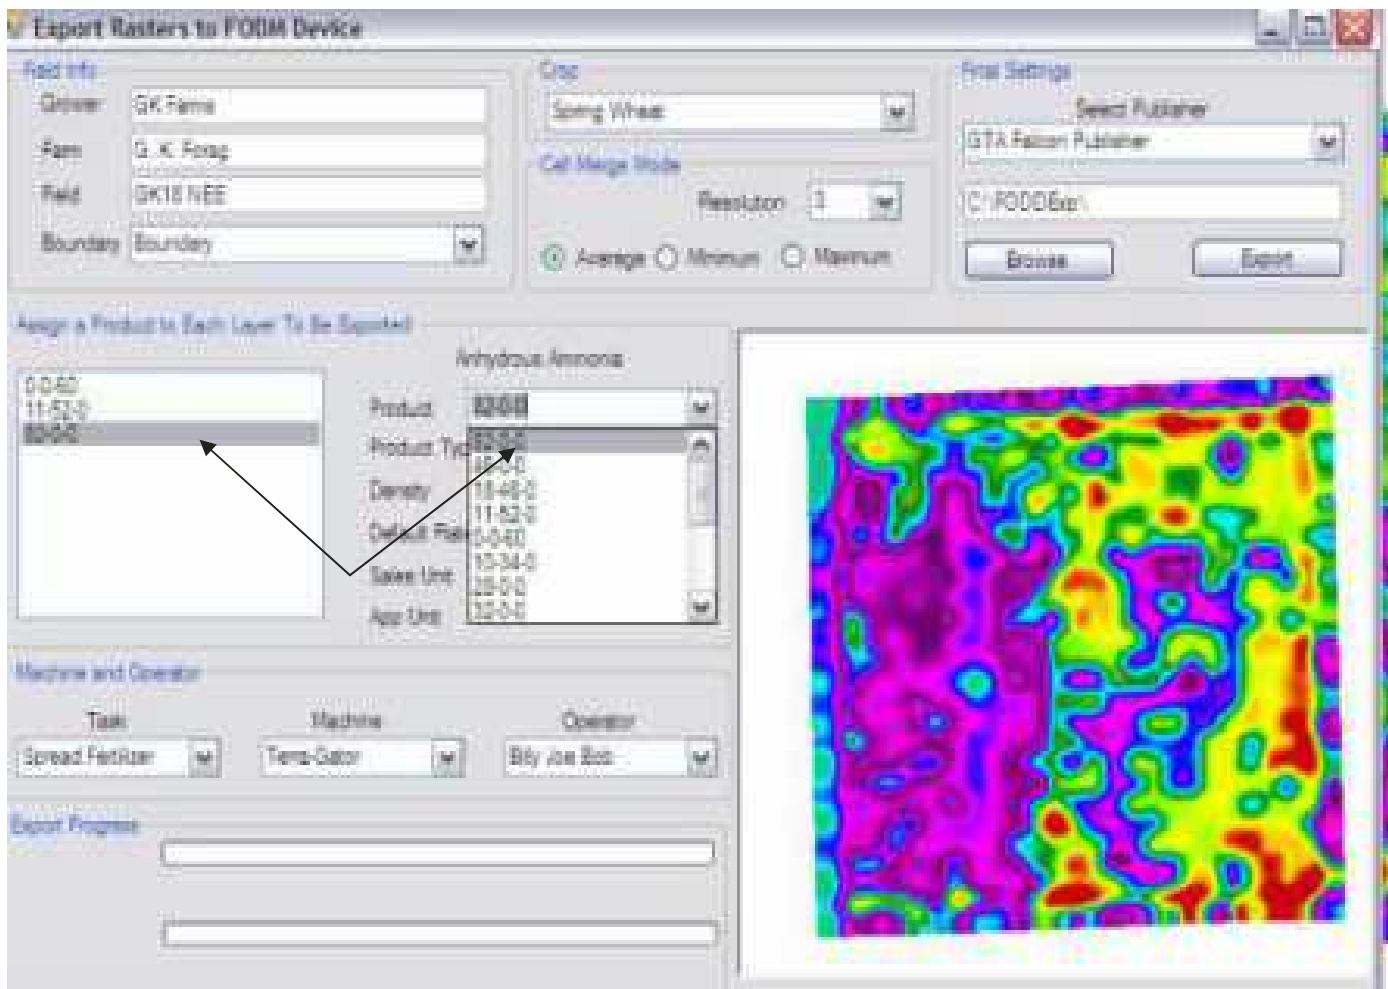 Export Rasters to FODM Device
Field Info
Grower GK Farms
Farm
Field GK18 NEE
Boundary Boundary
Crop
Spring Wheat
Cell Merge Mode
Resolution 3
Average Minimum Maximum
Final Settings
Select Publisher
GTA Falcon Publisher
Browse Export
Assign a Product to Each Layer To Be Exported
0-0-60
11-52-0
82-0-0
Anhydrous Ammonia
Product 82-0-0
Product Typ
Density
Default Rate
Sales Unit
App Unit
82-0-0
18-46-0
11-52-0
0-0-60
10-34-0
28-0-0
32-0-0
Machine and Operator
Task Machine Operator
Spread Fertilizer Terra-Gator Billy Joe Bob
Export Progress